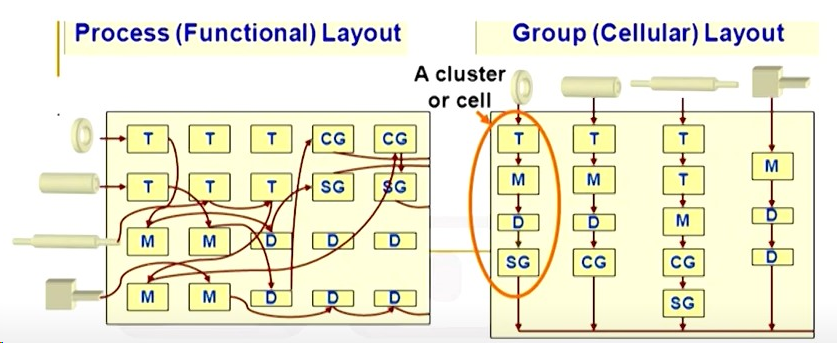 Process (Functional) Layout
Group (Cellular) Layout
A cluster
or cell
T T T CG CG
T T T SG SG
M M D D D
M M D D D
T T T M
M M T D
D D M D
SG CG CG
SG